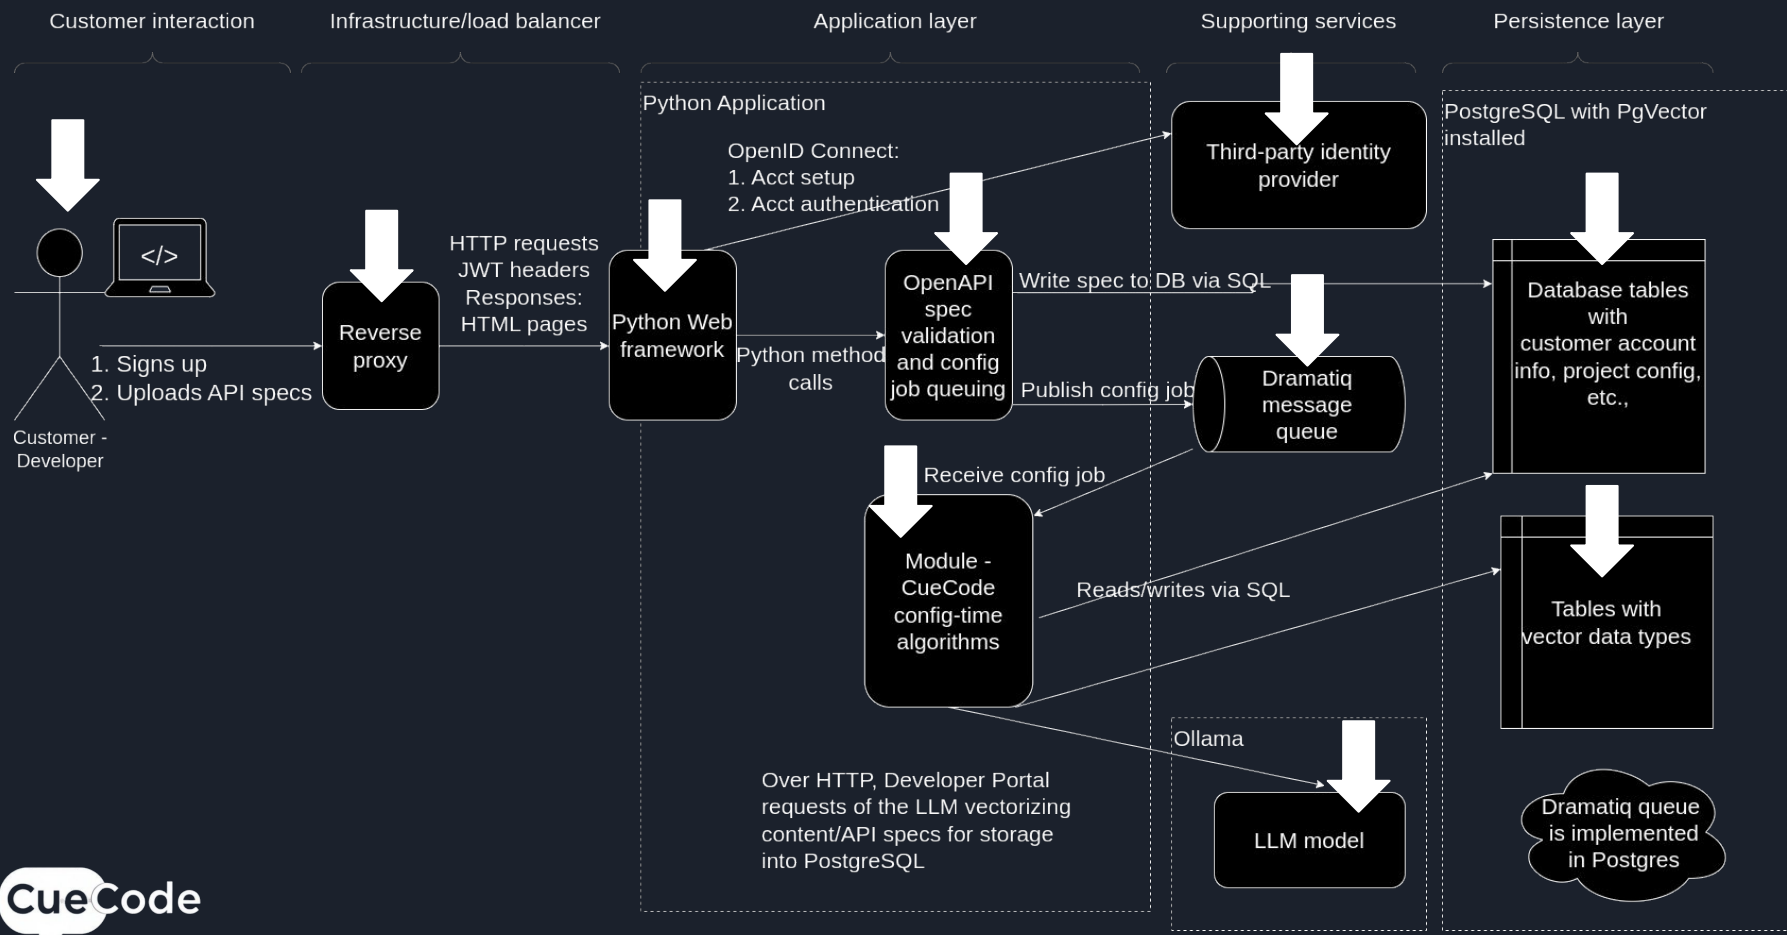 Customer interaction
Infrastructure/load balancer
Application layer
Supporting services
Persistence layer
Python Application
PostgreSQL with PgVector
installed
OpenID Connect:
1. Acct setup
2. Acct authentication
Third-party identity
provider
</>
HTTP requests
JWT headers
Responses:
HTML pages
Reverse
proxy
Python Web
framework
Python method
calls
OpenAPI
spec
validation
and config
job queuing
Write spec to DB via SQL
Database tables
with
customer account
info, project config,
etc.,
1. Signs up
2. Uploads API specs
Customer -
Developer
Publish config job
Dramatiq
message
queue
Receive config job
Module -
CueCode
config-time
algorithms
Reads/writes via SQL
Tables with
vector data types
Ollama
LLM model
Over HTTP, Developer Portal
requests of the LLM vectorizing
content/API specs for storage
into PostgreSQL
Dramatiq queue
is implemented
in Postgres
CueCode